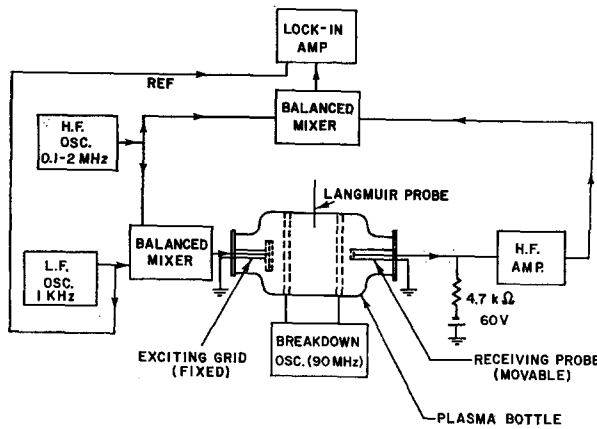 LOCK-IN
AMP
REF
H.F.
OSC.
0.1-2 MHz
BALANCED
MIXER
LANGMUIR PROBE
L.F.
OSC.
1 KHz
BALANCED
MIXER
H.F.
AMP.
4.7 kΩ
60V
EXCITING GRID
(FIXED)
BREAKDOWN
OSC. (90 MHz)
RECEIVING PROBE
(MOVABLE)
PLASMA BOTTLE